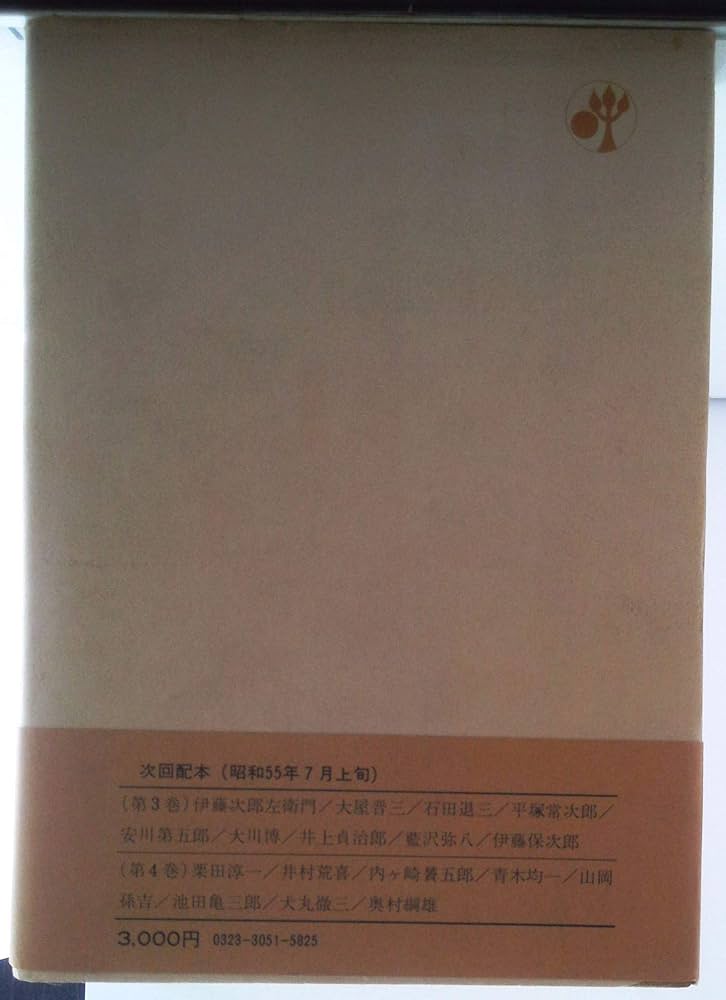 次回配本(昭和55年7月上旬)
(第3巻)伊藤次郎左衛門/大屋晋三/石田退三/平塚常次郎/
安川第五郎/大川博/井上貞治郎/藍沢弥八/伊藤保次郎
(第4巻)栗田淳一/井村荒喜/内ヶ崎贇五郎/青木均一/山岡
孫吉/池田亀三郎/犬丸徹三/奥村綱雄
3,000円 0323-3051-5825